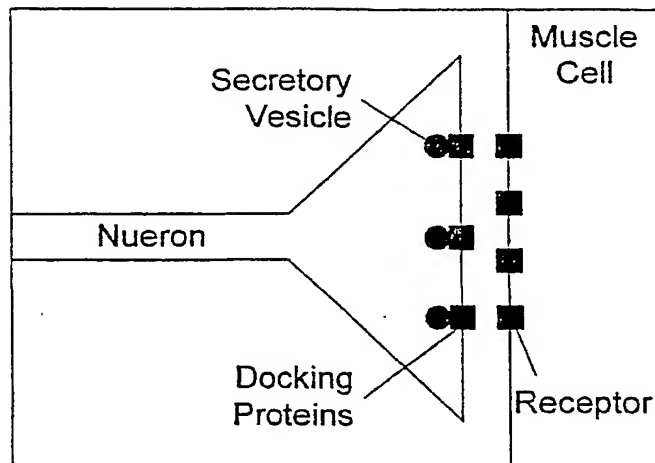 Muscle
Cell
Secretory
Vesicle
Nueron
Docking
Proteins
Receptor